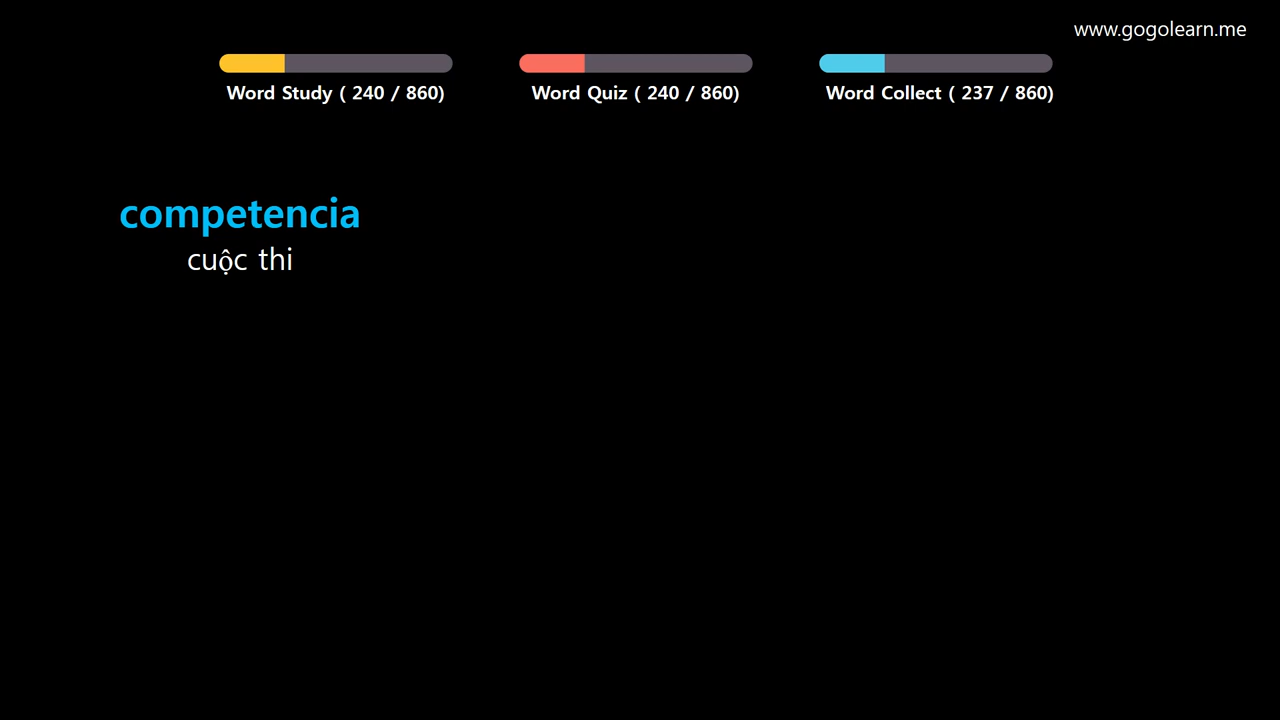 www.gogolearn.me
Word Study ( 240 / 860)
Word Quiz ( 240 / 860)
Word Collect ( 237 / 860)
competencia
cuộc thi